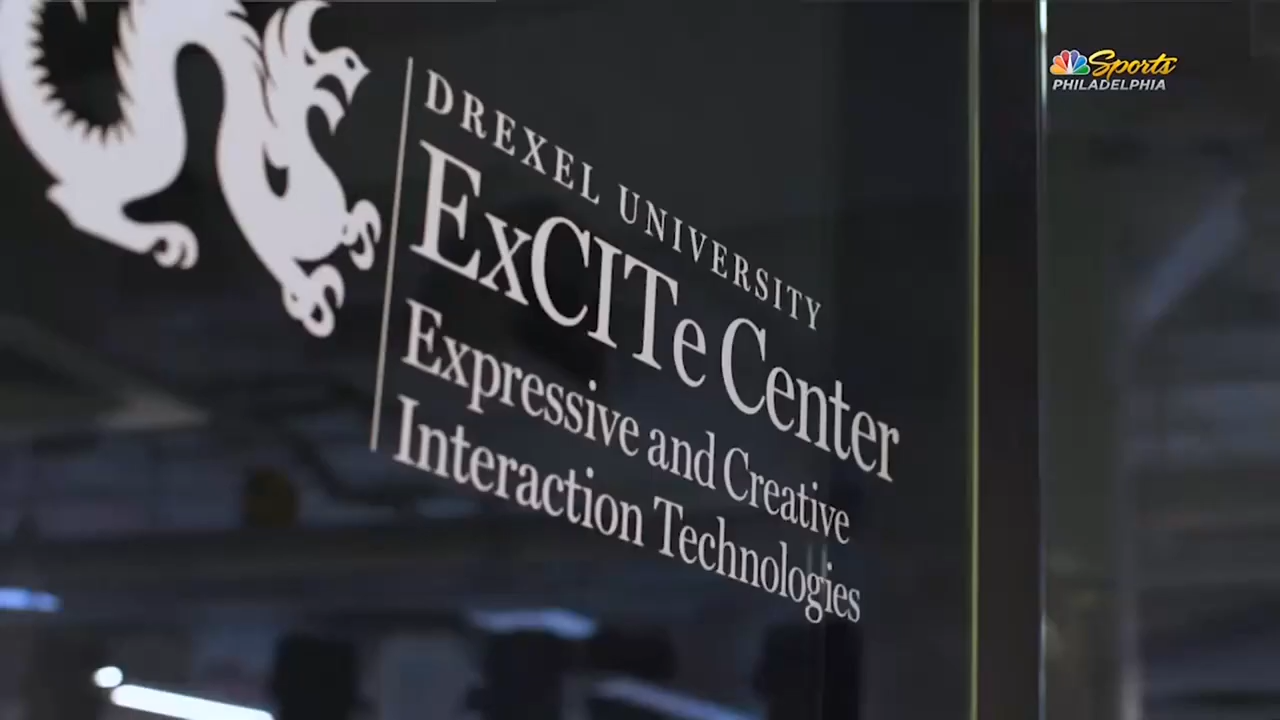 Sports
PHILADELPHIA
DREXEL UNIVERSITY
ExCITe Center
Expressive and Creative
Interaction Technologies